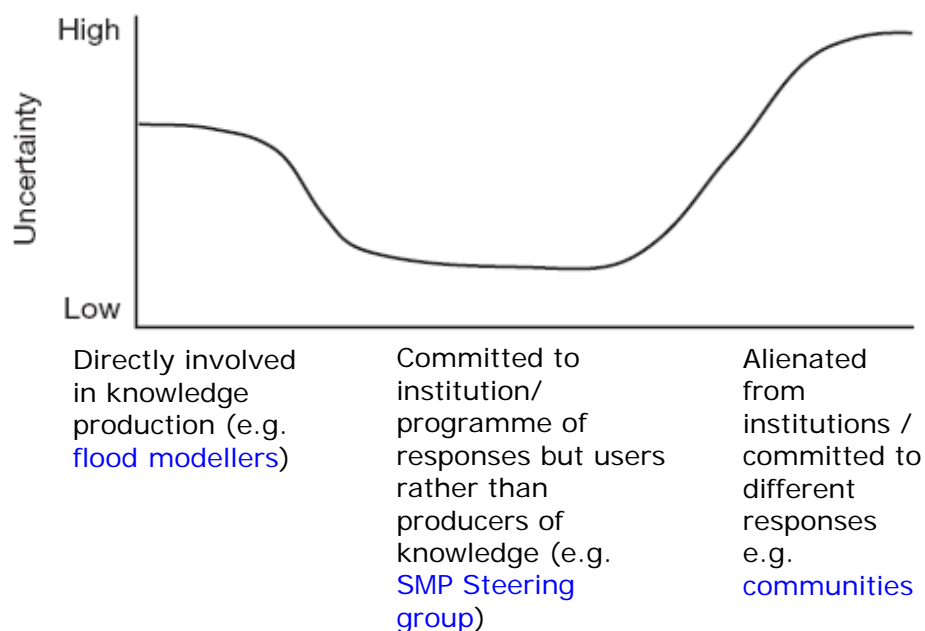 High
Uncertainty
Low
Directly involved
in knowledge
production (e.g.
flood modellers)
Committed to
institution/
programme of
responses but users
rather than
producers of
knowledge (e.g.
SMP Steering
group)
Alienated
from
institutions /
committed to
different
responses
e.g.
communities